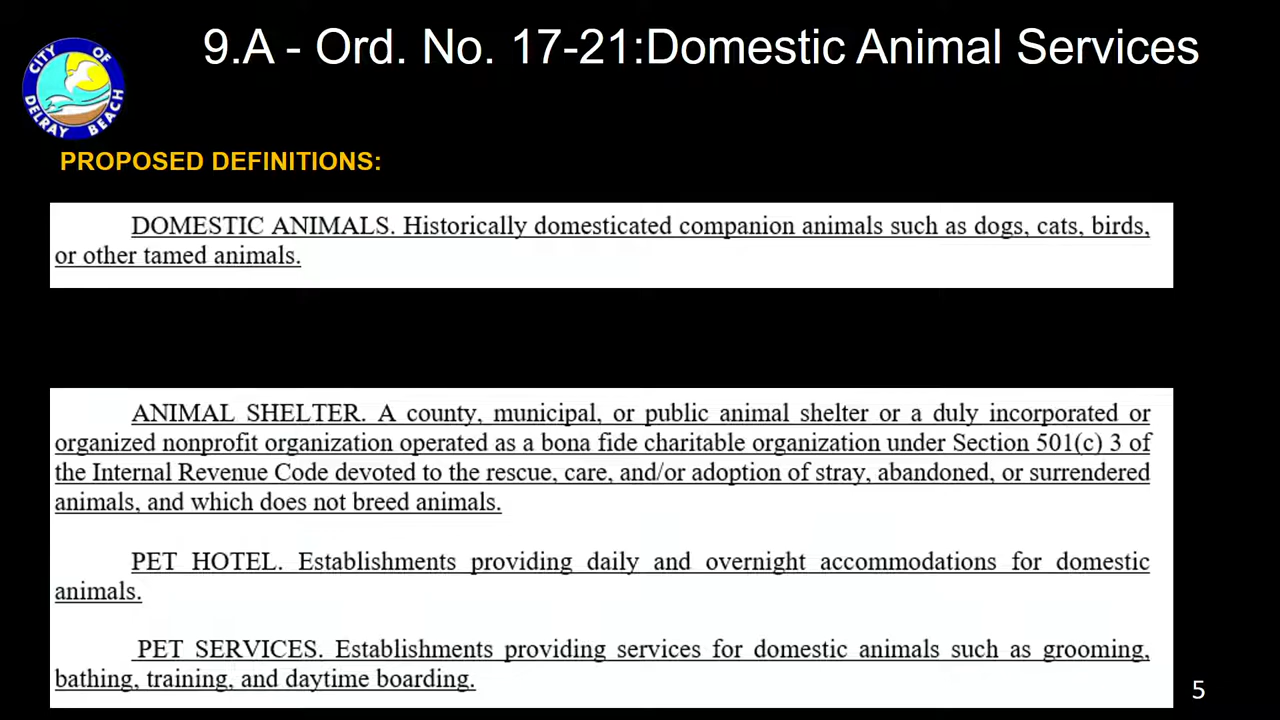 9.A - Ord. No. 17-21:Domestic Animal Services
CITY OF
DELRAY BEACH
PROPOSED DEFINITIONS:
DOMESTIC ANIMALS. Historically domesticated companion animals such as dogs, cats, birds,
or other tamed animals.
ANIMAL SHELTER. A county, municipal, or public animal shelter or a duly incorporated or
organized nonprofit organization operated as a bona fide charitable organization under Section 501(c) 3 of
the Internal Revenue Code devoted to the rescue, care, and/or adoption of stray, abandoned, or surrendered
animals, and which does not breed animals.
PET HOTEL. Establishments providing daily and overnight accommodations for domestic
animals.
PET SERVICES. Establishments providing services for domestic animals such as grooming,
bathing, training, and daytime boarding.
5